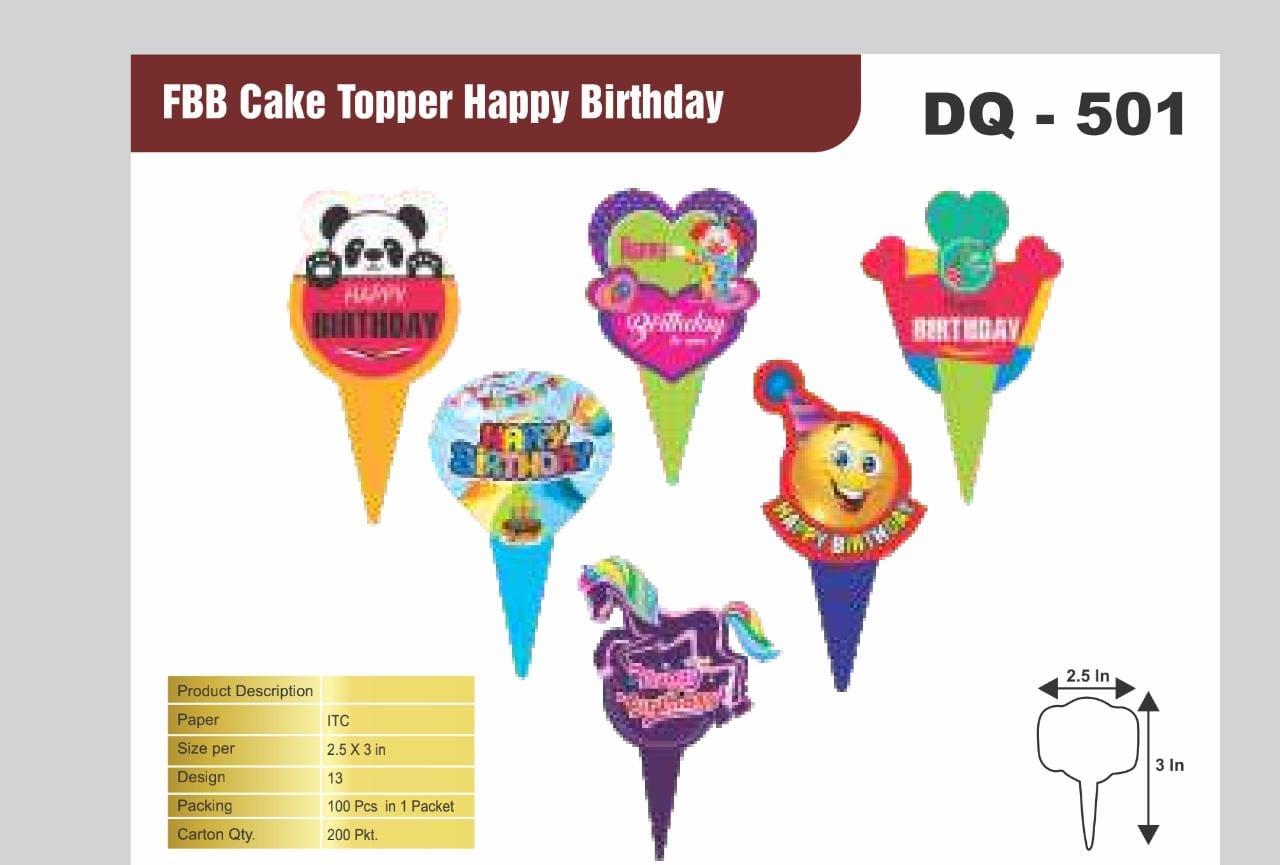 FBB Cake Topper Happy Birthday
DQ - 501
HAPPY
BIRTHDAY
Happy
Birthday
to you
BIRTHDAY
HAPPY
BIRTHDAY
HAPPY BIRTHDAY
Happy
Birthday
Product Description
Paper ITC
Size per 2.5 X 3 in
Design 13
Packing 100 Pcs in 1 Packet
Carton Qty. 200 Pkt.
2.5 In
3 In